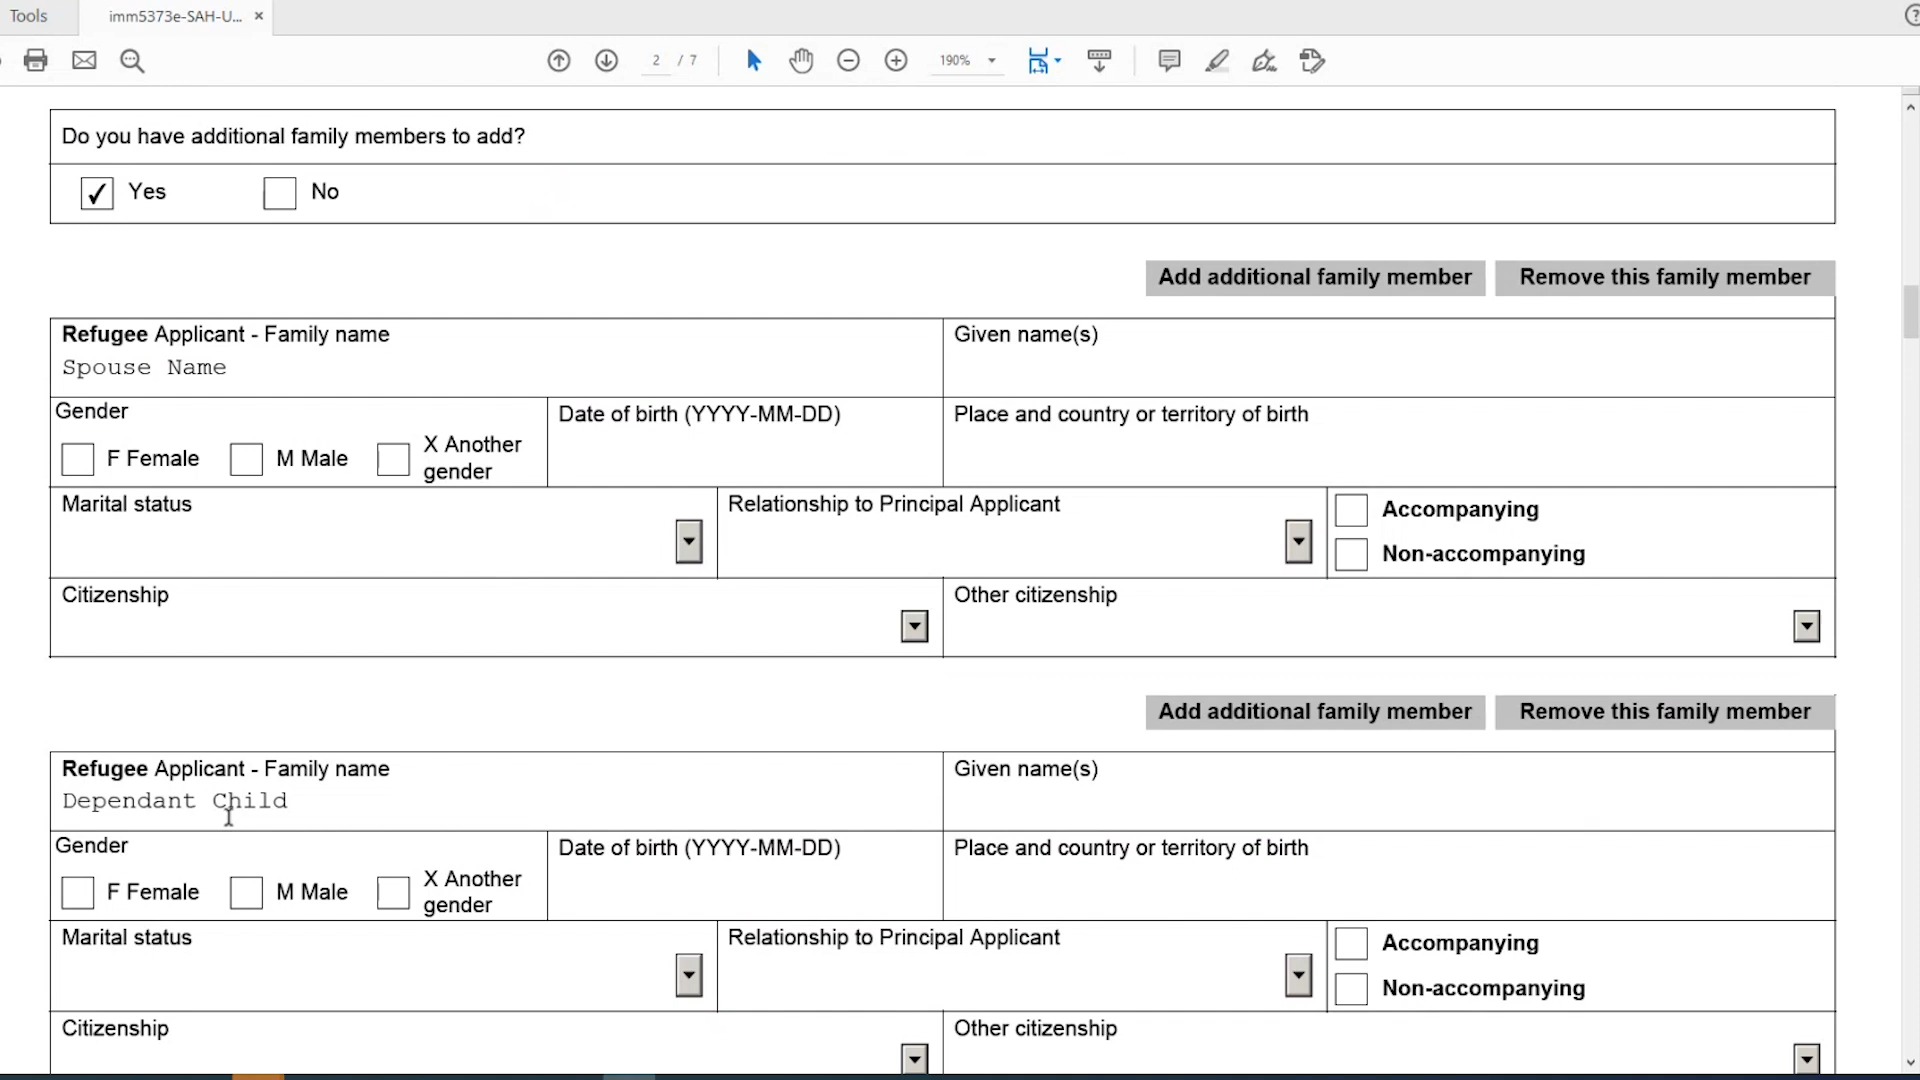 Tools
imm5373e-SAH-U... ×
2 / 7
190%
Do you have additional family members to add?
✓ Yes No
Add additional family member Remove this family member
Refugee Applicant - Family name Given name(s)
Spouse Name
Gender Date of birth (YYYY-MM-DD) Place and country or territory of birth
F Female M Male X Another gender
Marital status Relationship to Principal Applicant Accompanying
Non-accompanying
Citizenship Other citizenship
Add additional family member Remove this family member
Refugee Applicant - Family name Given name(s)
Dependant Child
Gender Date of birth (YYYY-MM-DD) Place and country or territory of birth
F Female M Male X Another gender
Marital status Relationship to Principal Applicant Accompanying
Non-accompanying
Citizenship Other citizenship